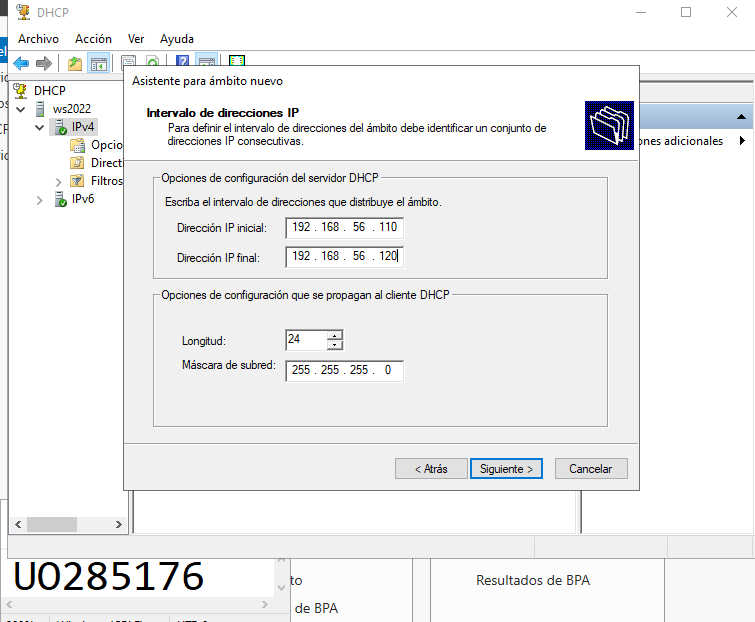 DHCP
Archivo Acción Ver Ayuda
DHCP
ws2022
IPv4
Opcio
Directi
Filtros
IPv6
Asistente para ámbito nuevo
Intervalo de direcciones IP
Para definir el intervalo de direcciones del ámbito debe identificar un conjunto de
direcciones IP consecutivas.
Opciones de configuración del servidor DHCP
Escriba el intervalo de direcciones que distribuye el ámbito.
Dirección IP inicial: 192 . 168 . 56 . 110
Dirección IP final: 192 . 168 . 56 . 120
Opciones de configuración que se propagan al cliente DHCP
Longitud: 24
Máscara de subred: 255 . 255 . 255 . 0
< Atrás Siguiente > Cancelar
ones adicionales
UO285176
to
de BPA
Resultados de BPA